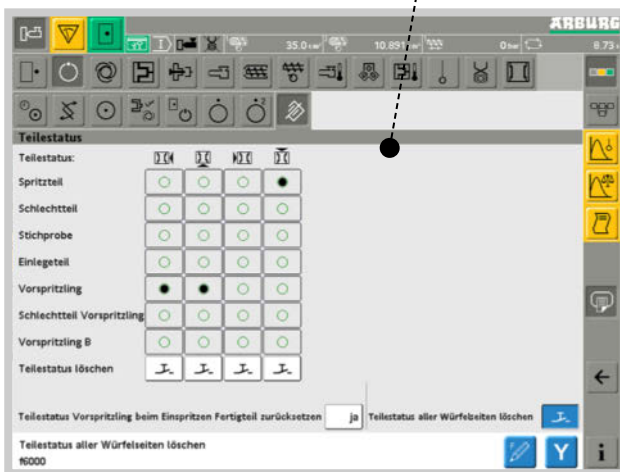 ARBURG
35.0
10.891
0
8.73
Teilestatus
Teilestatus:
Spritzteil
Schlechtteil
Stichprobe
Einlegeteil
Vorspritzling
Schlechtteil Vorspritzling
Vorspritzling B
Teilestatus löschen
Teilestatus Vorspritzling beim Einspritzen Fertigteil zurücksetzen ja Teilestatus aller Würfelseiten löschen
Teilestatus aller Würfelseiten löschen
f6000
Y
i